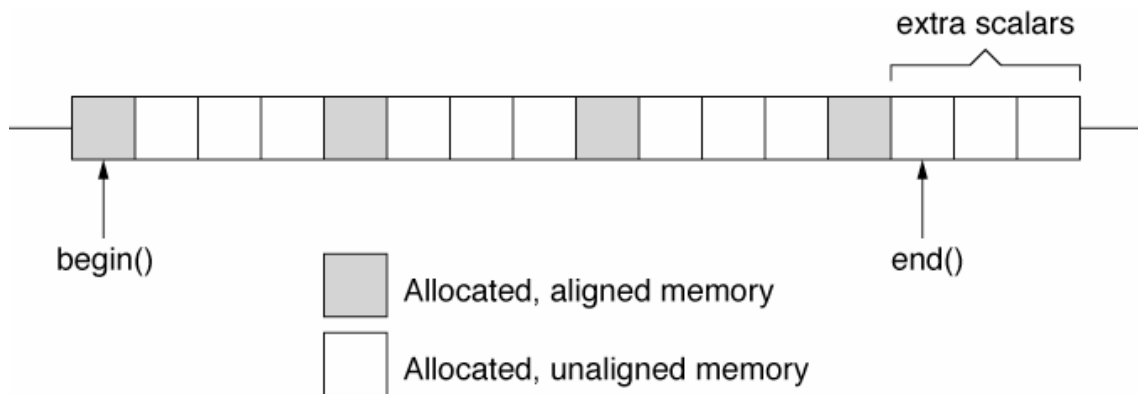 extra scalars
begin()
end()
Allocated, aligned memory
Allocated, unaligned memory